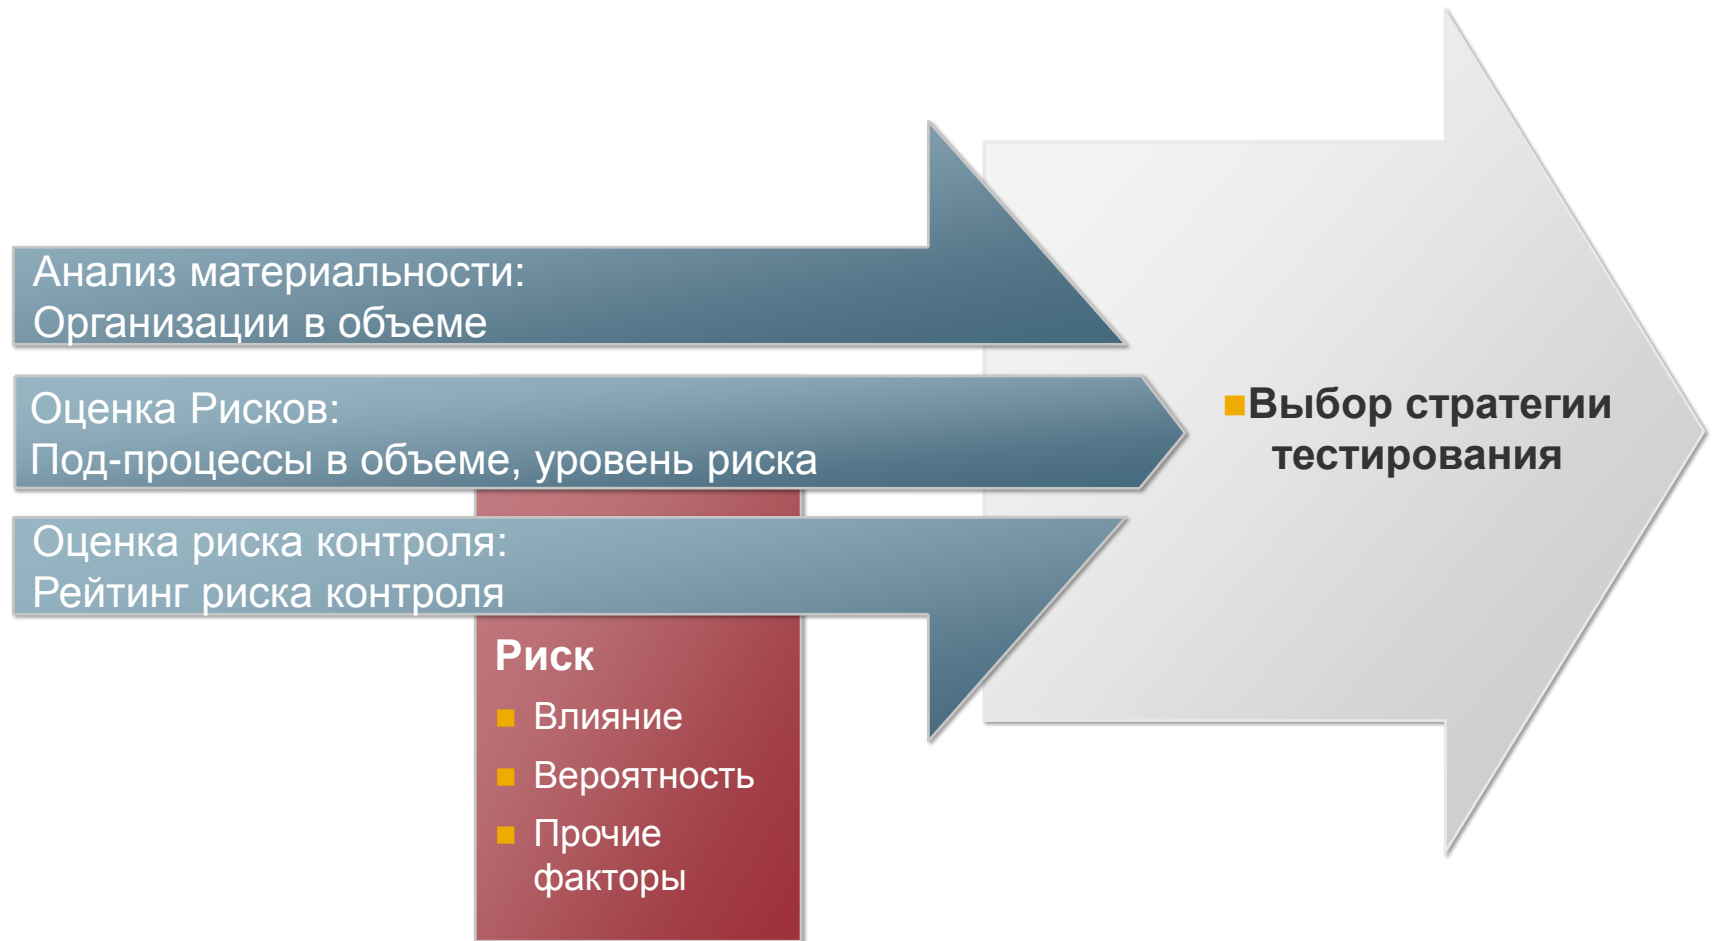 Анализ материальности:
Организации в объеме
Оценка Рисков:
Под-процессы в объеме, уровень риска
Оценка риска контроля:
Рейтинг риска контроля
Риск
Влияние
Вероятность
Прочие
факторы
Выбор стратегии
тестирования